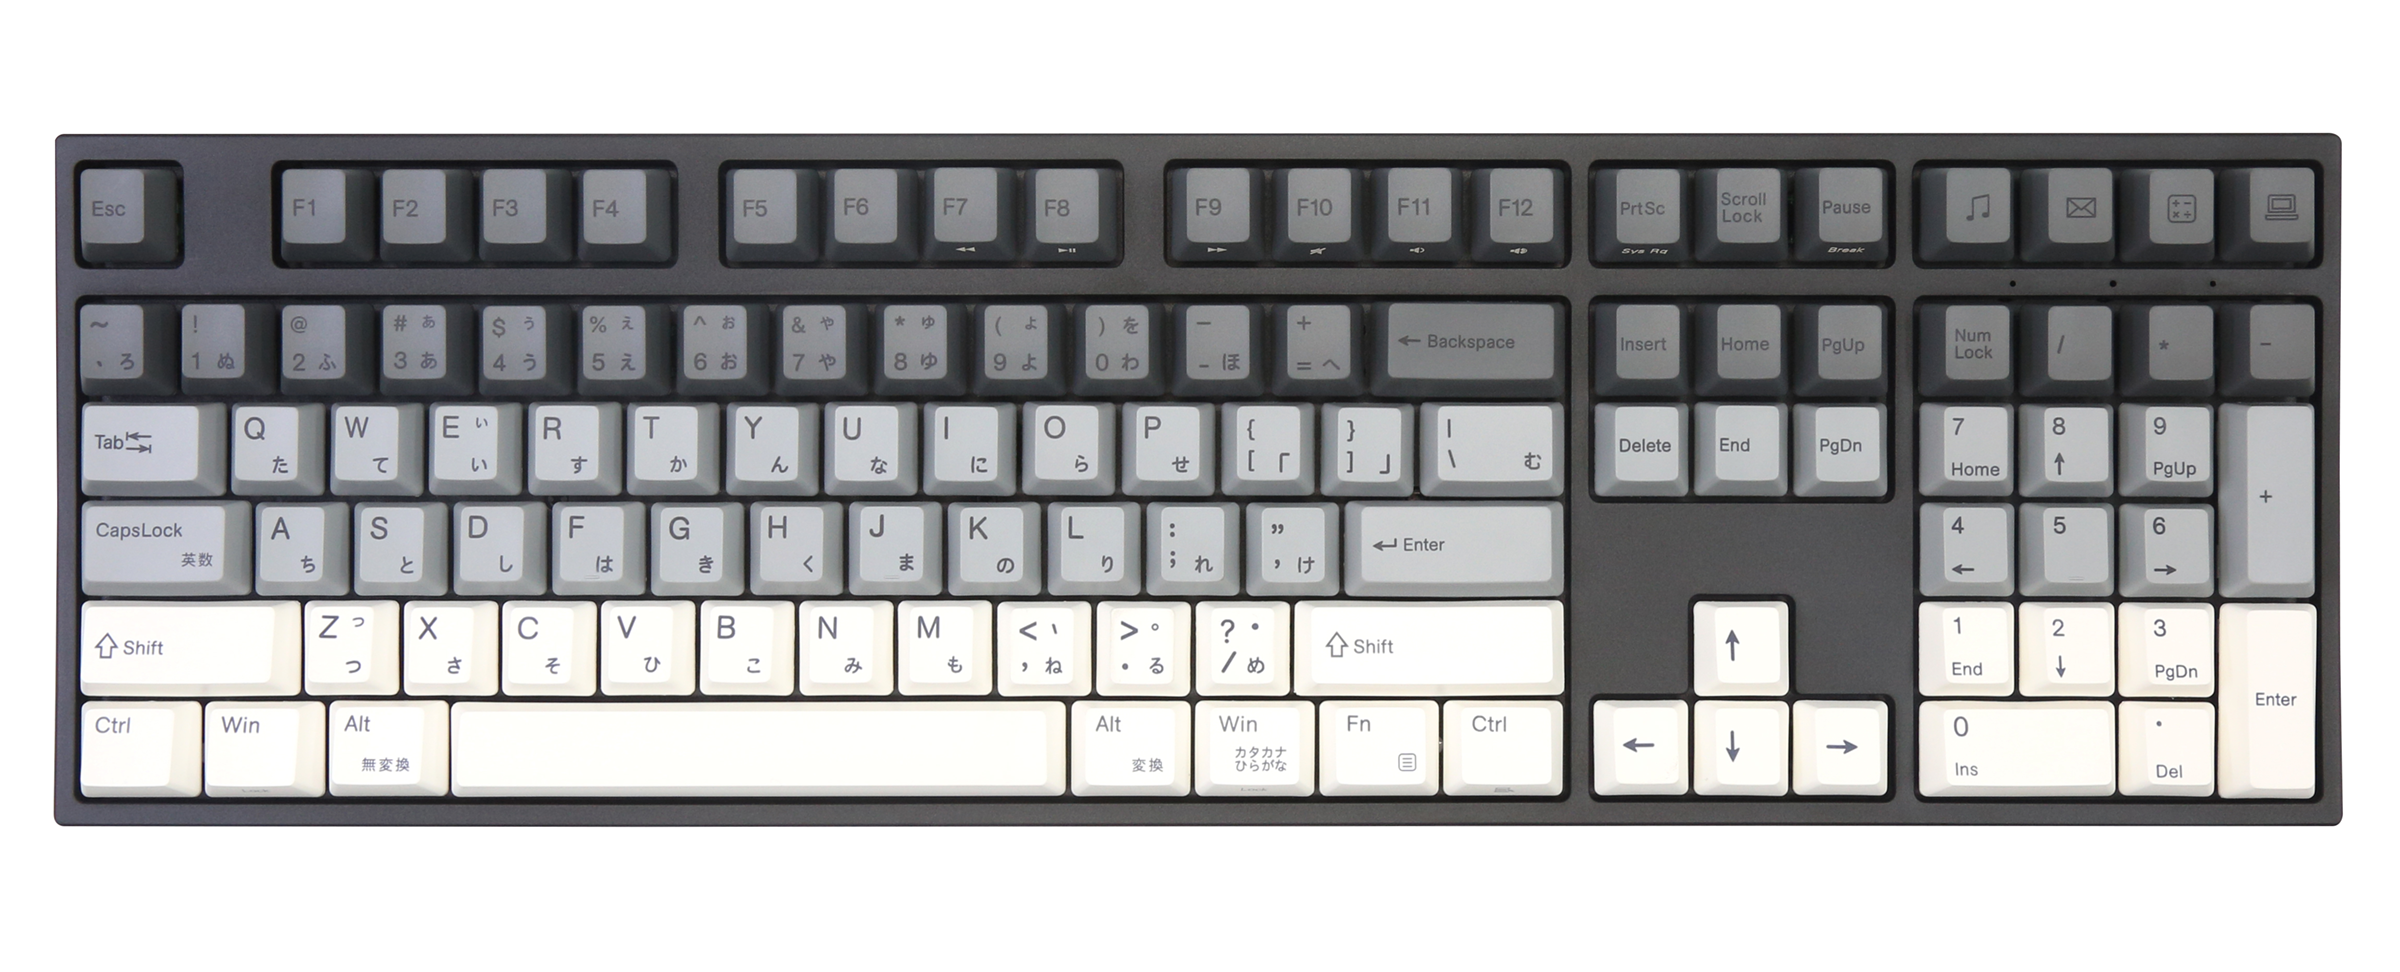 Esc F1 F2 F3 F4 F5 F6 F7 F8 F9 F10 F11 F12 PrtSc Scroll Lock Pause
Sys Rq Break
~ ! @ # ぁ $ ぅ % ぇ ^ ぉ & ゃ * ゅ ( ょ ) を − +
ろ 1 ぬ 2 ふ 3 あ 4 う 5 え 6 お 7 や 8 ゆ 9 よ 0 わ - ほ = へ
← Backspace Insert Home PgUp Num Lock / * −
Tab Q W E ぃ R T Y U I O P { } |
た て い す か ん な に ら せ [ 「 ] 」 \ む
Delete End PgDn 7 8 9 +
Home ↑ PgUp
CapsLock A S D F G H J K L : ”
英数 ち と し は き く ま の り ; れ , け
Enter 4 5 6
← →
Shift Z っ X C V B N M < 、 > 。 ? ・
つ さ そ ひ こ み も , ね . る / め
Shift ↑ 1 2 3
End ↓ PgDn
Ctrl Win Alt Alt Win Fn Ctrl
無変換 変換 カタカナ
ひらがな
Lock Lock
← ↓ → 0 . Enter
Ins Del